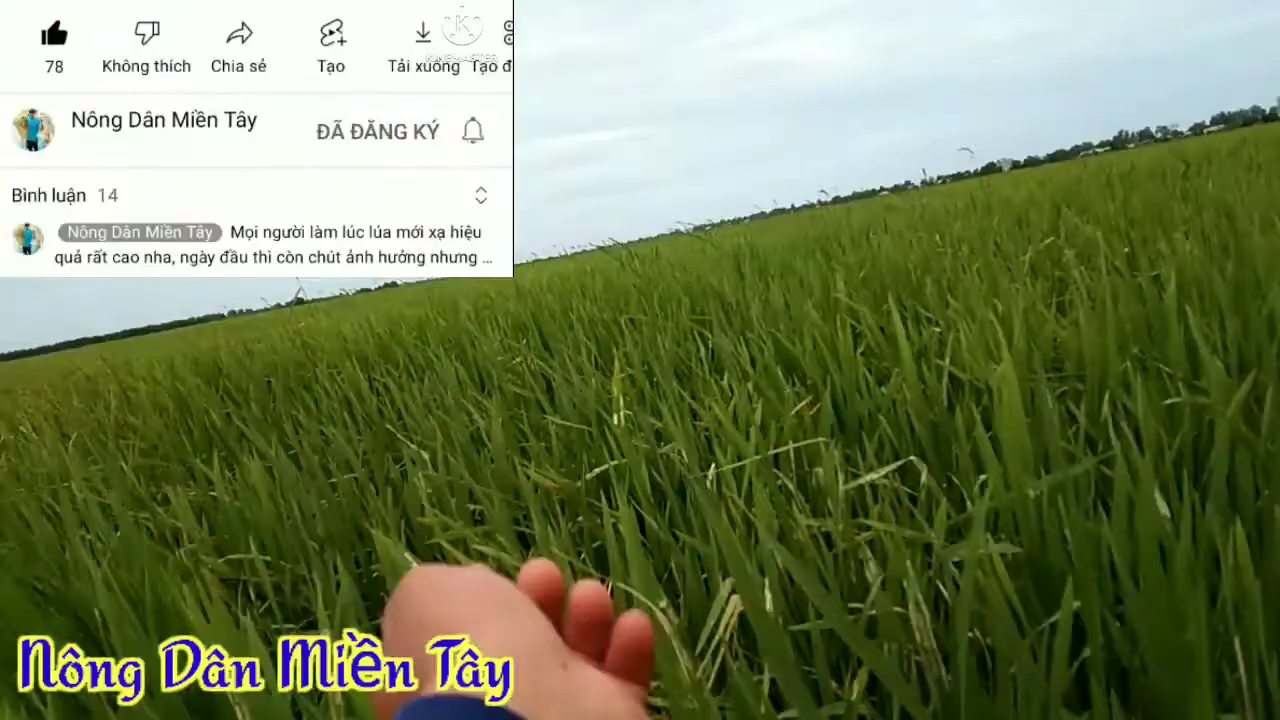 78
Không thích
Chia sẻ
Tạo
Tải xuống
Tạo đ
KINEMASTER
Nông Dân Miền Tây
ĐÃ ĐĂNG KÝ
Bình luận 14
Nông Dân Miền Tây Mọi người làm lúc lúa mới xạ hiệu
quả rất cao nha, ngày đầu thì còn chút ảnh hưởng nhưng ...
Nông Dân Miền Tây